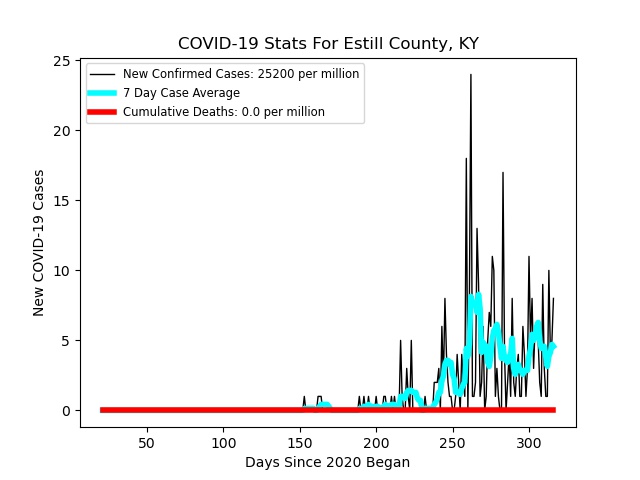 COVID-19 Stats For Estill County, KY
New Confirmed Cases: 25200 per million
7 Day Case Average
Cumulative Deaths: 0.0 per million
New COVID-19 Cases
25
20
15
10
5
0
50 100 150 200 250 300
Days Since 2020 Began